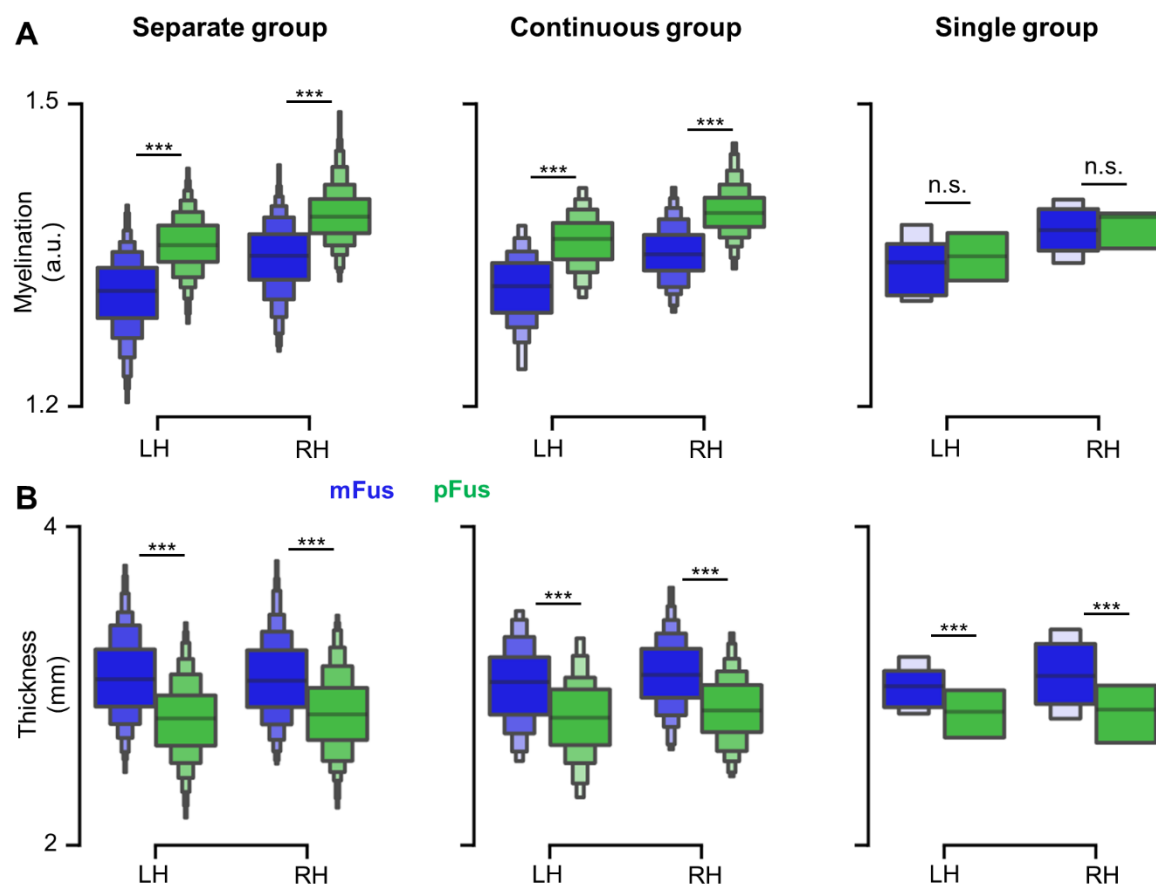 A
Separate group
Continuous group
Single group
Myelination
(a.u.)
1.5
1.2
***
***
***
***
n.s.
n.s.
LH
RH
LH
RH
LH
RH
B
mFus
pFus
Thickness
(mm)
4
2
***
***
***
***
***
***
LH
RH
LH
RH
LH
RH